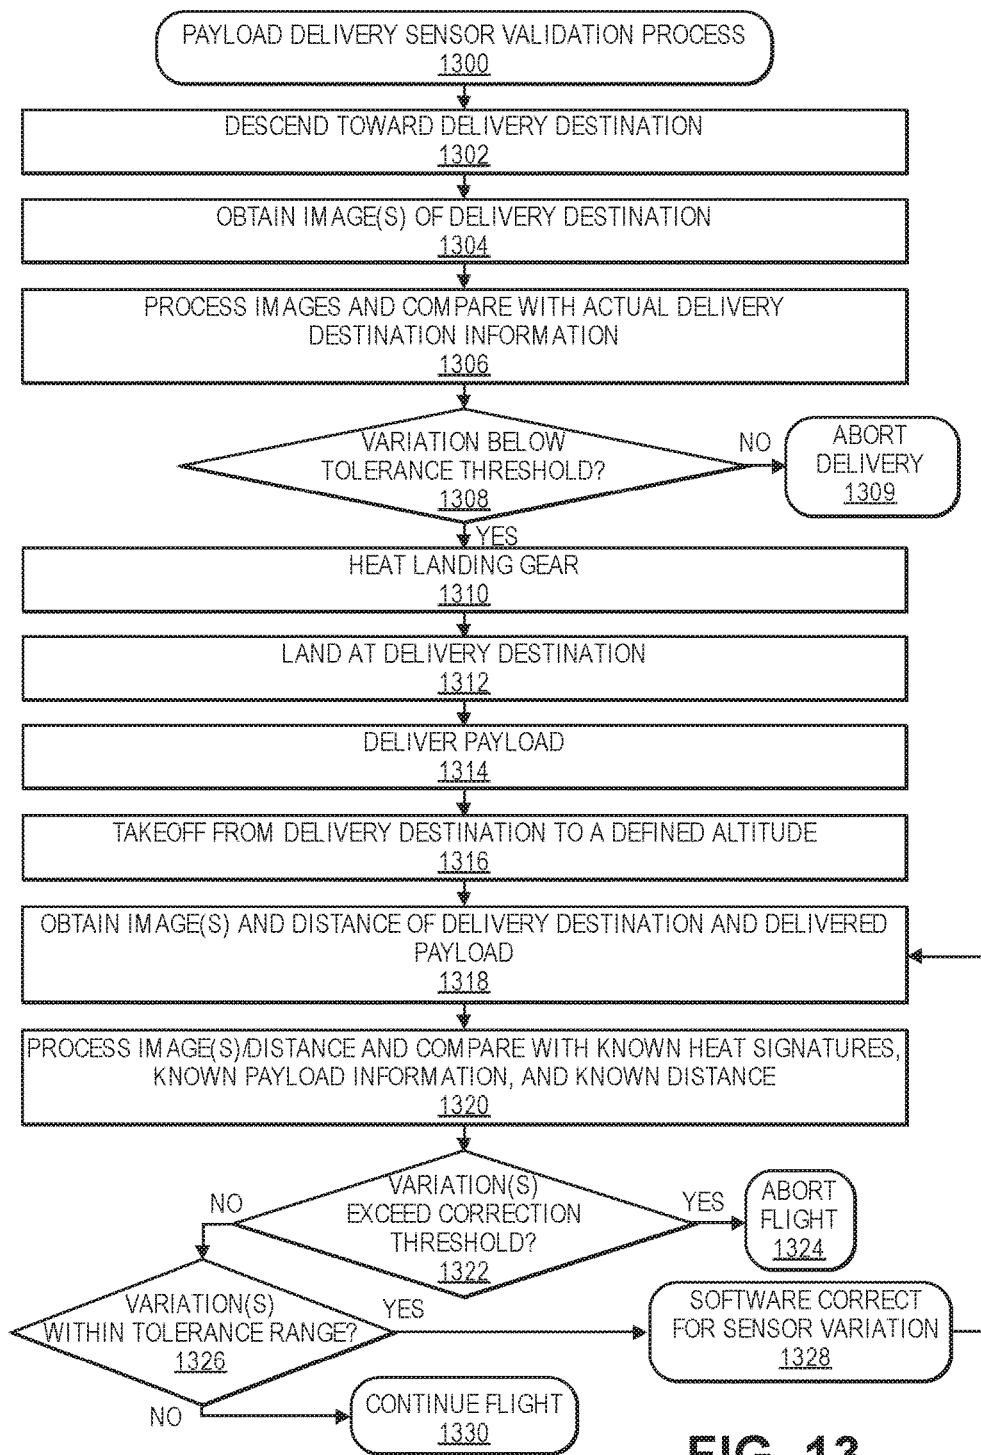 PAYLOAD DELIVERY SENSOR VALIDATION PROCESS
1300
DESCEND TOWARD DELIVERY DESTINATION
1302
OBTAIN IMAGE(S) OF DELIVERY DESTINATION
1304
PROCESS IMAGES AND COMPARE WITH ACTUAL DELIVERY
DESTINATION INFORMATION
1306
VARIATION BELOW
TOLERANCE THRESHOLD?
1308
NO
ABORT
DELIVERY
1309
YES
HEAT LANDING GEAR
1310
LAND AT DELIVERY DESTINATION
1312
DELIVER PAYLOAD
1314
TAKEOFF FROM DELIVERY DESTINATION TO A DEFINED ALTITUDE
1316
OBTAIN IMAGE(S) AND DISTANCE OF DELIVERY DESTINATION AND DELIVERED
PAYLOAD
1318
PROCESS IMAGE(S)/DISTANCE AND COMPARE WITH KNOWN HEAT SIGNATURES,
KNOWN PAYLOAD INFORMATION, AND KNOWN DISTANCE
1320
VARIATION(S)
EXCEED CORRECTION
THRESHOLD?
1322
NO
YES
ABORT
FLIGHT
1324
VARIATION(S)
WITHIN TOLERANCE RANGE?
1326
YES
SOFTWARE CORRECT
FOR SENSOR VARIATION
1328
NO
CONTINUE FLIGHT
1330
FIG. 13